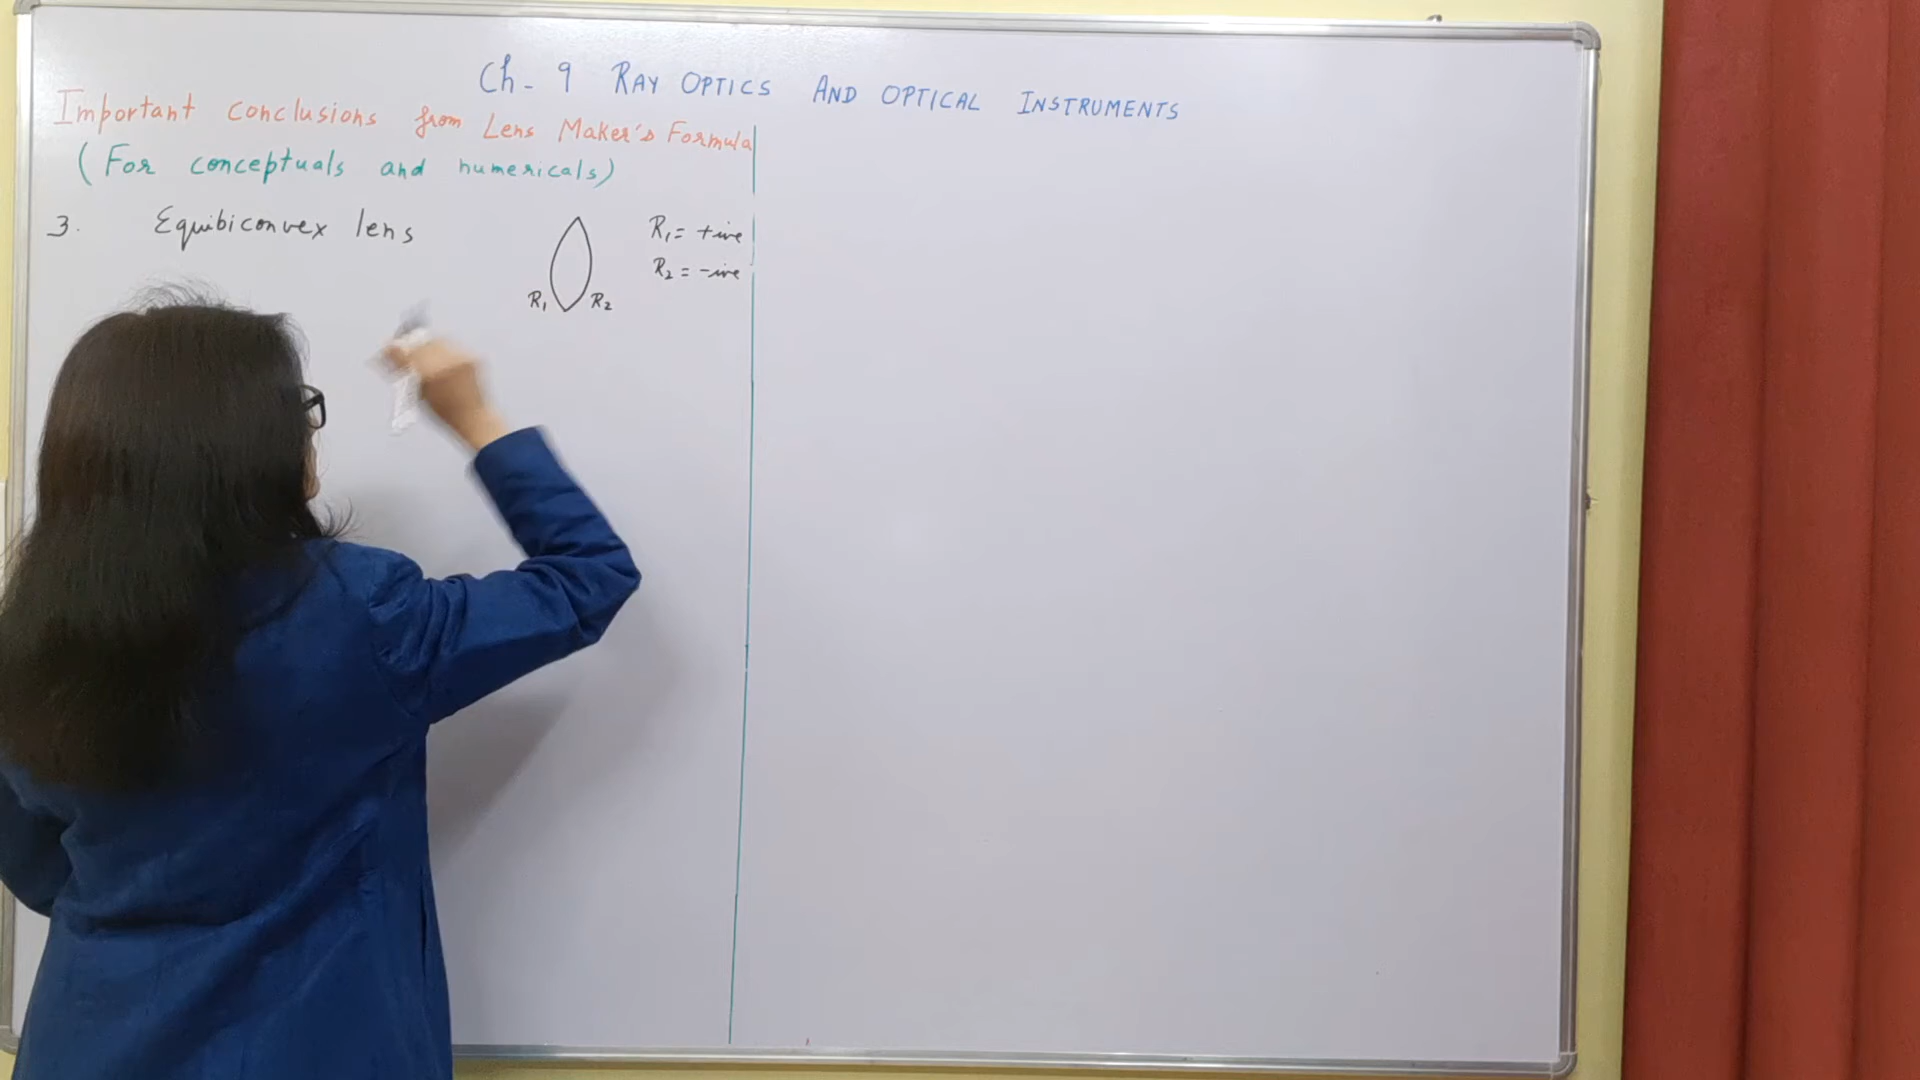 Ch- 9 RAY OPTICS AND OPTICAL INSTRUMENTS
Important conclusions from Lens Maker's Formula
(For conceptuals and numericals)
3. Equibiconvex lens
R₁ = +ive
R₂ = -ive
R₁ R₂